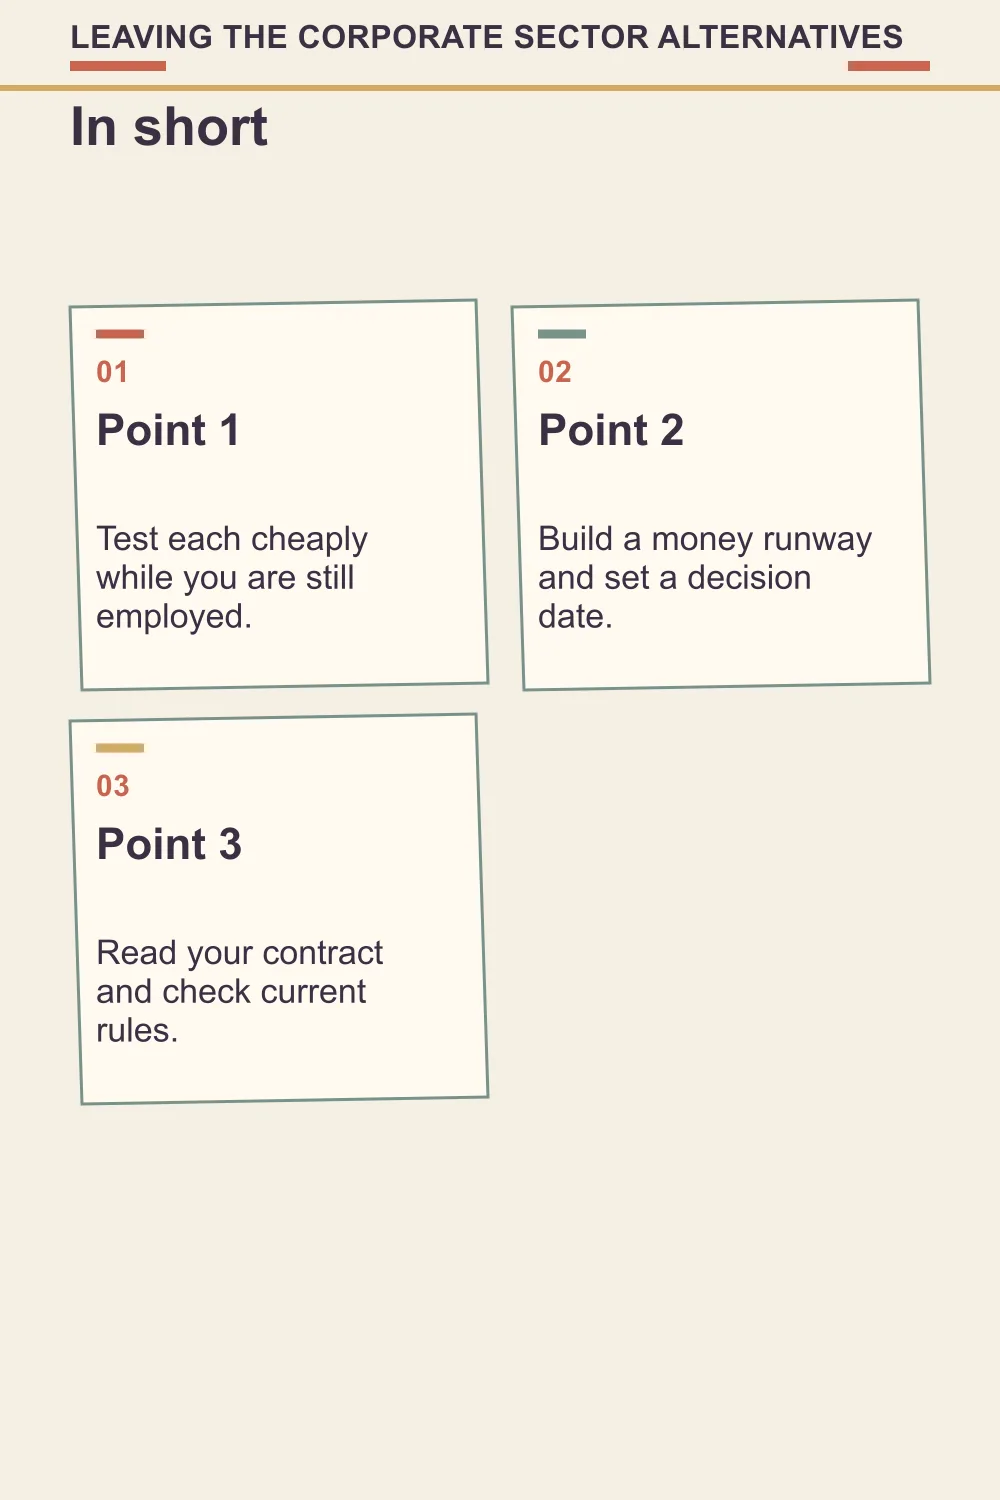 LEAVING THE CORPORATE SECTOR ALTERNATIVES
In short
01
Point 1
Test each cheaply
while you are still
employed.
02
Point 2
Build a money runway
and set a decision
date.
03
Point 3
Read your contract
and check current
rules.